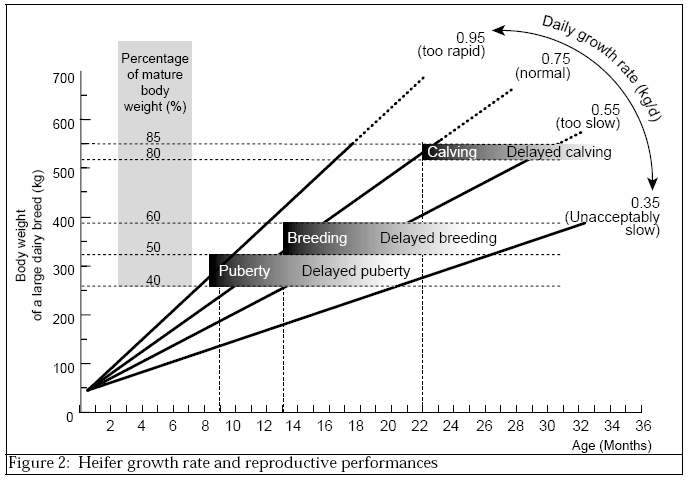 0.95
(too rapid)
Daily growth rate (kg/d)
0.75
(normal)
0.55
(too slow)
0.35
(Unacceptably
slow)
Percentage
of mature
body
weight (%)
85
80
60
50
40
Body weight
of a large dairy breed (kg)
700
600
500
400
300
200
100
0
Calving Delayed calving
Breeding Delayed breeding
Puberty Delayed puberty
2 4 6 8 10 12 14 16 18 20 22 24 26 28 30 32 34 36
Age (Months)
Figure 2: Heifer growth rate and reproductive performances